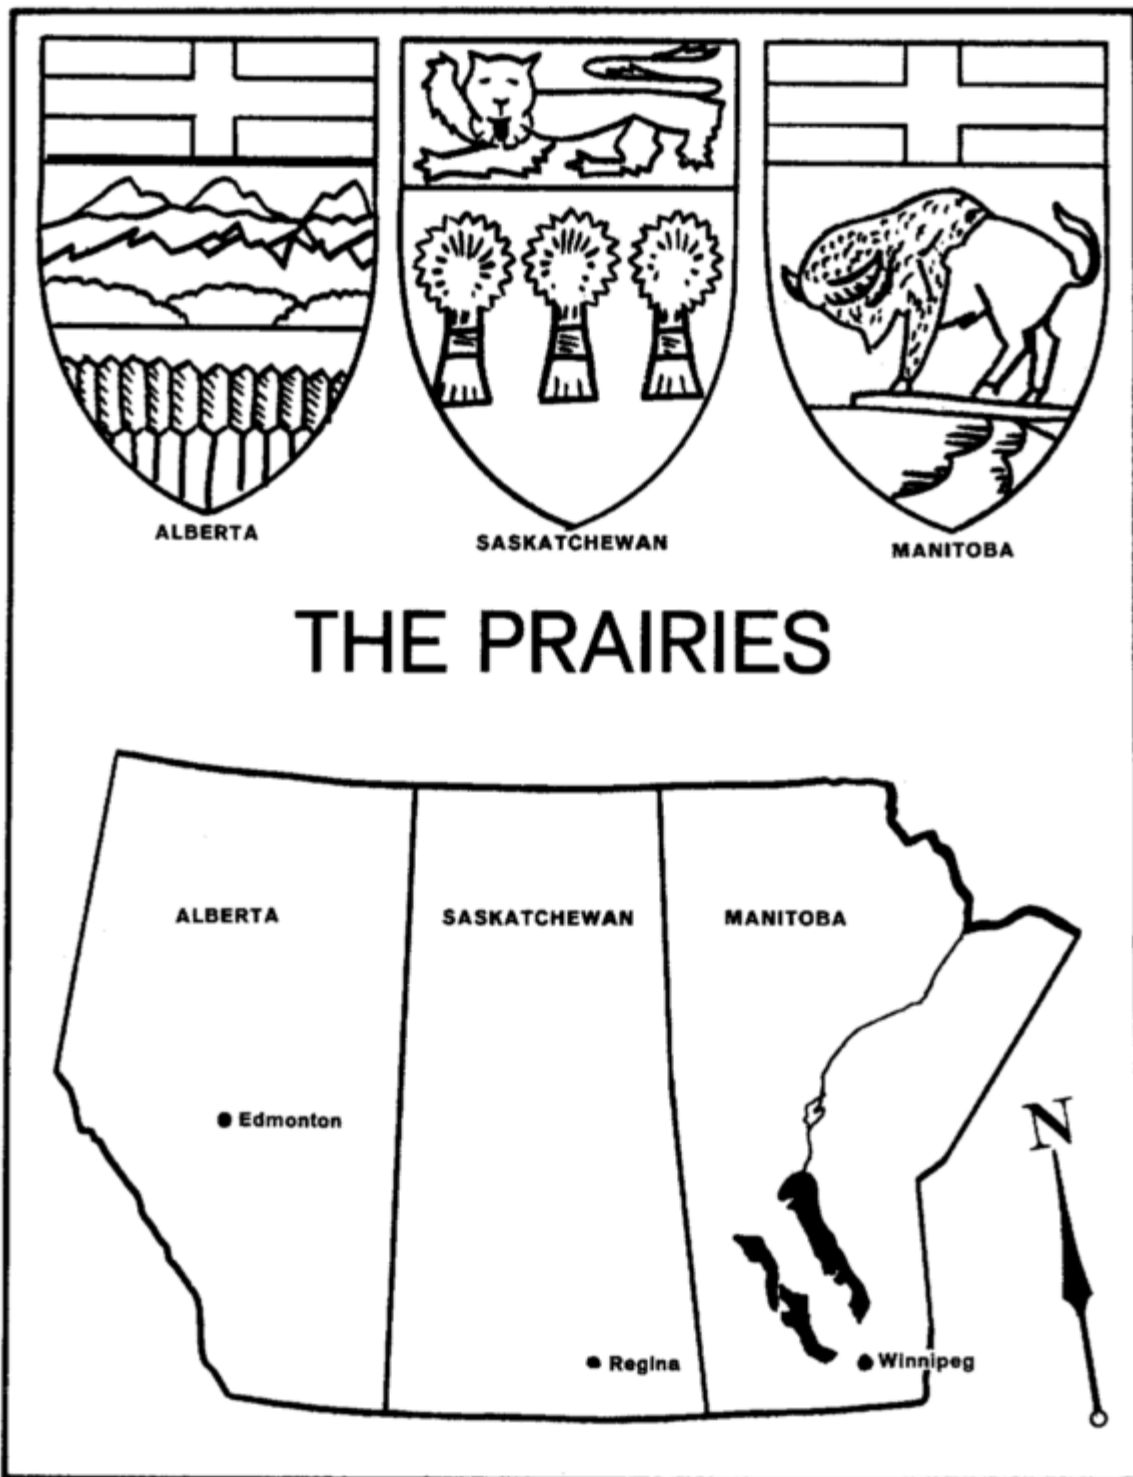 ALBERTA
SASKATCHEWAN
MANITOBA
THE PRAIRIES
ALBERTA
SASKATCHEWAN
MANITOBA
N
Edmonton
Regina
Winnipeg